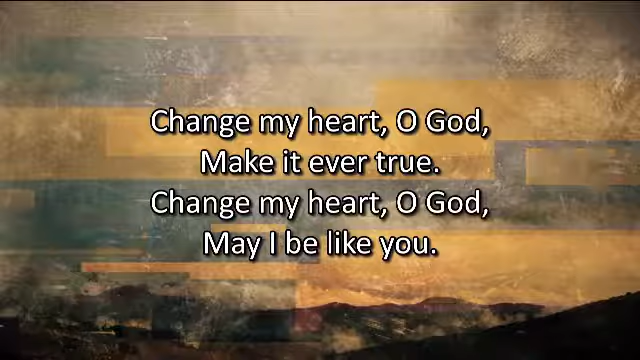 Change my heart, O God,
Make it ever true.
Change my heart, O God,
May I be like you.